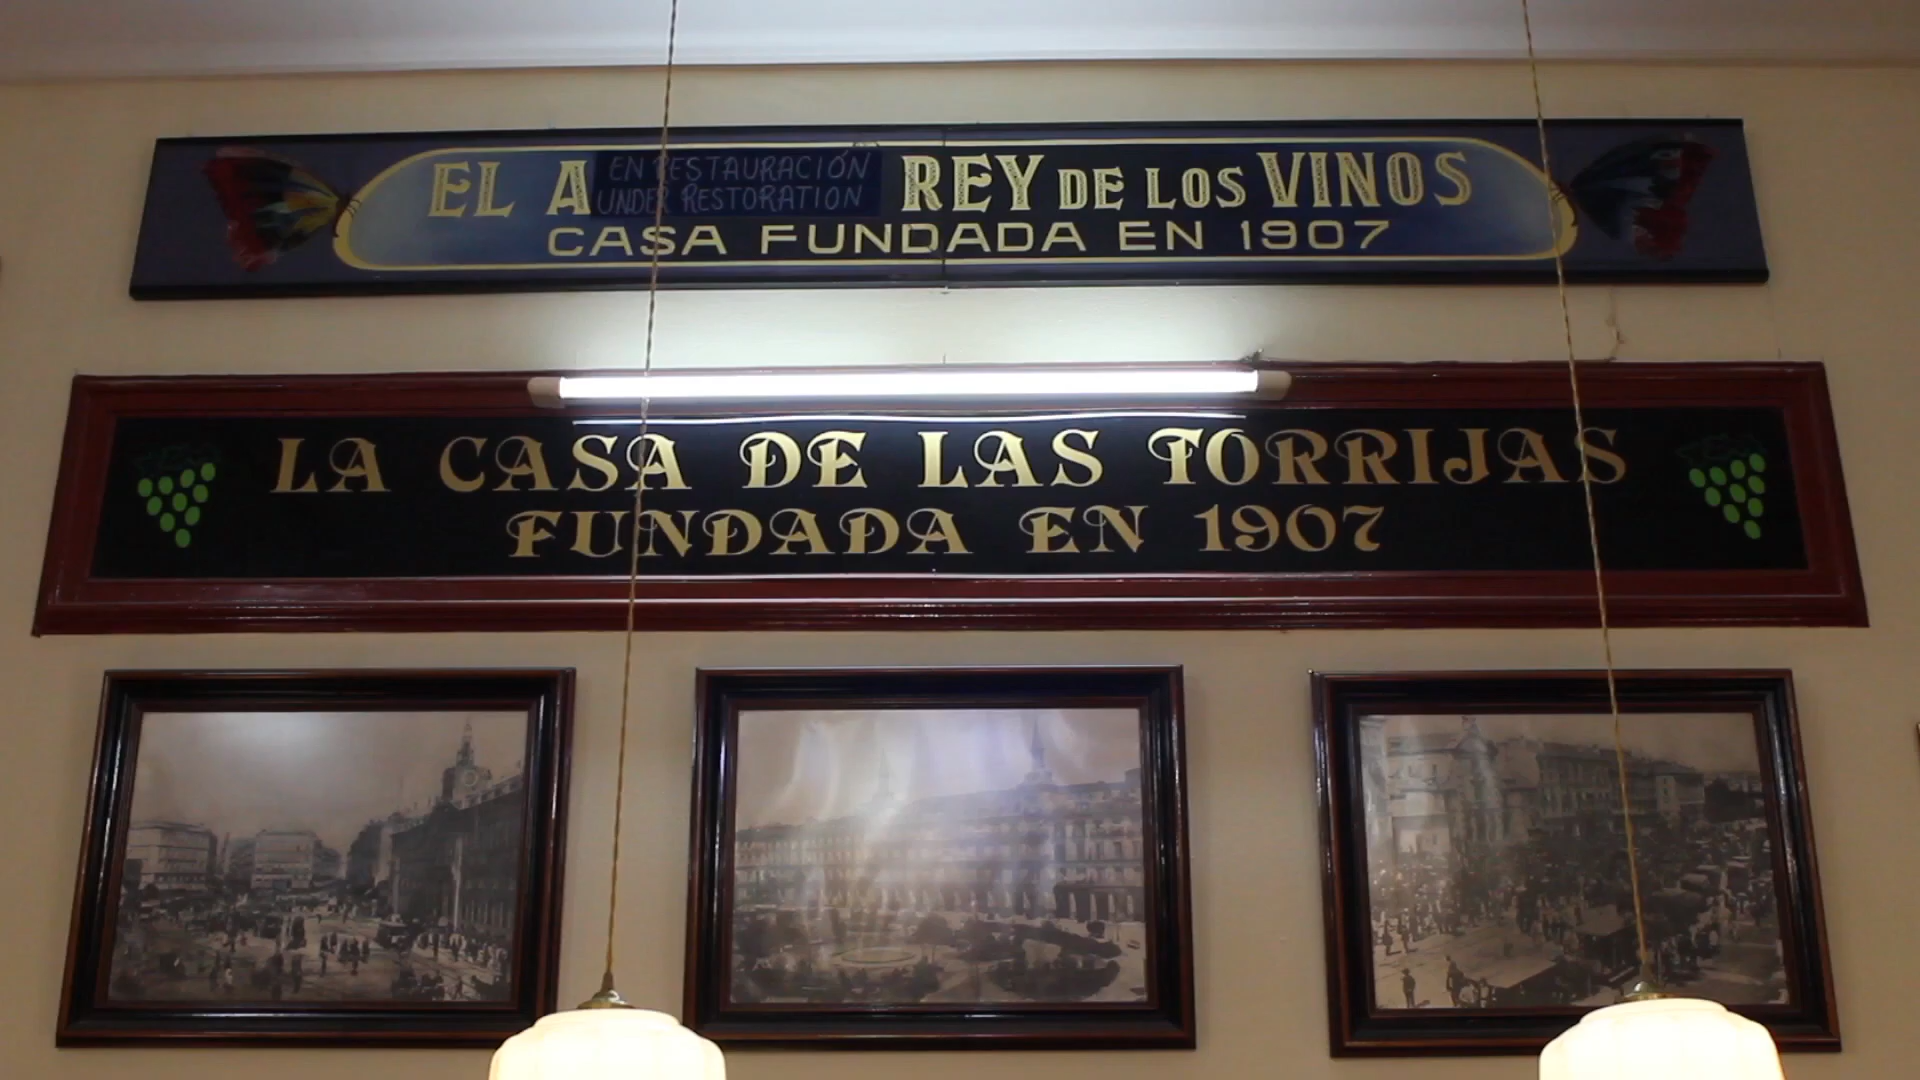 EL A EN RESTAURACIÓN REY DE LOS VINOS
UNDER RESTORATION
CASA FUNDADA EN 1907
LA CASA DE LAS TORRIJAS
FUNDADA EN 1907